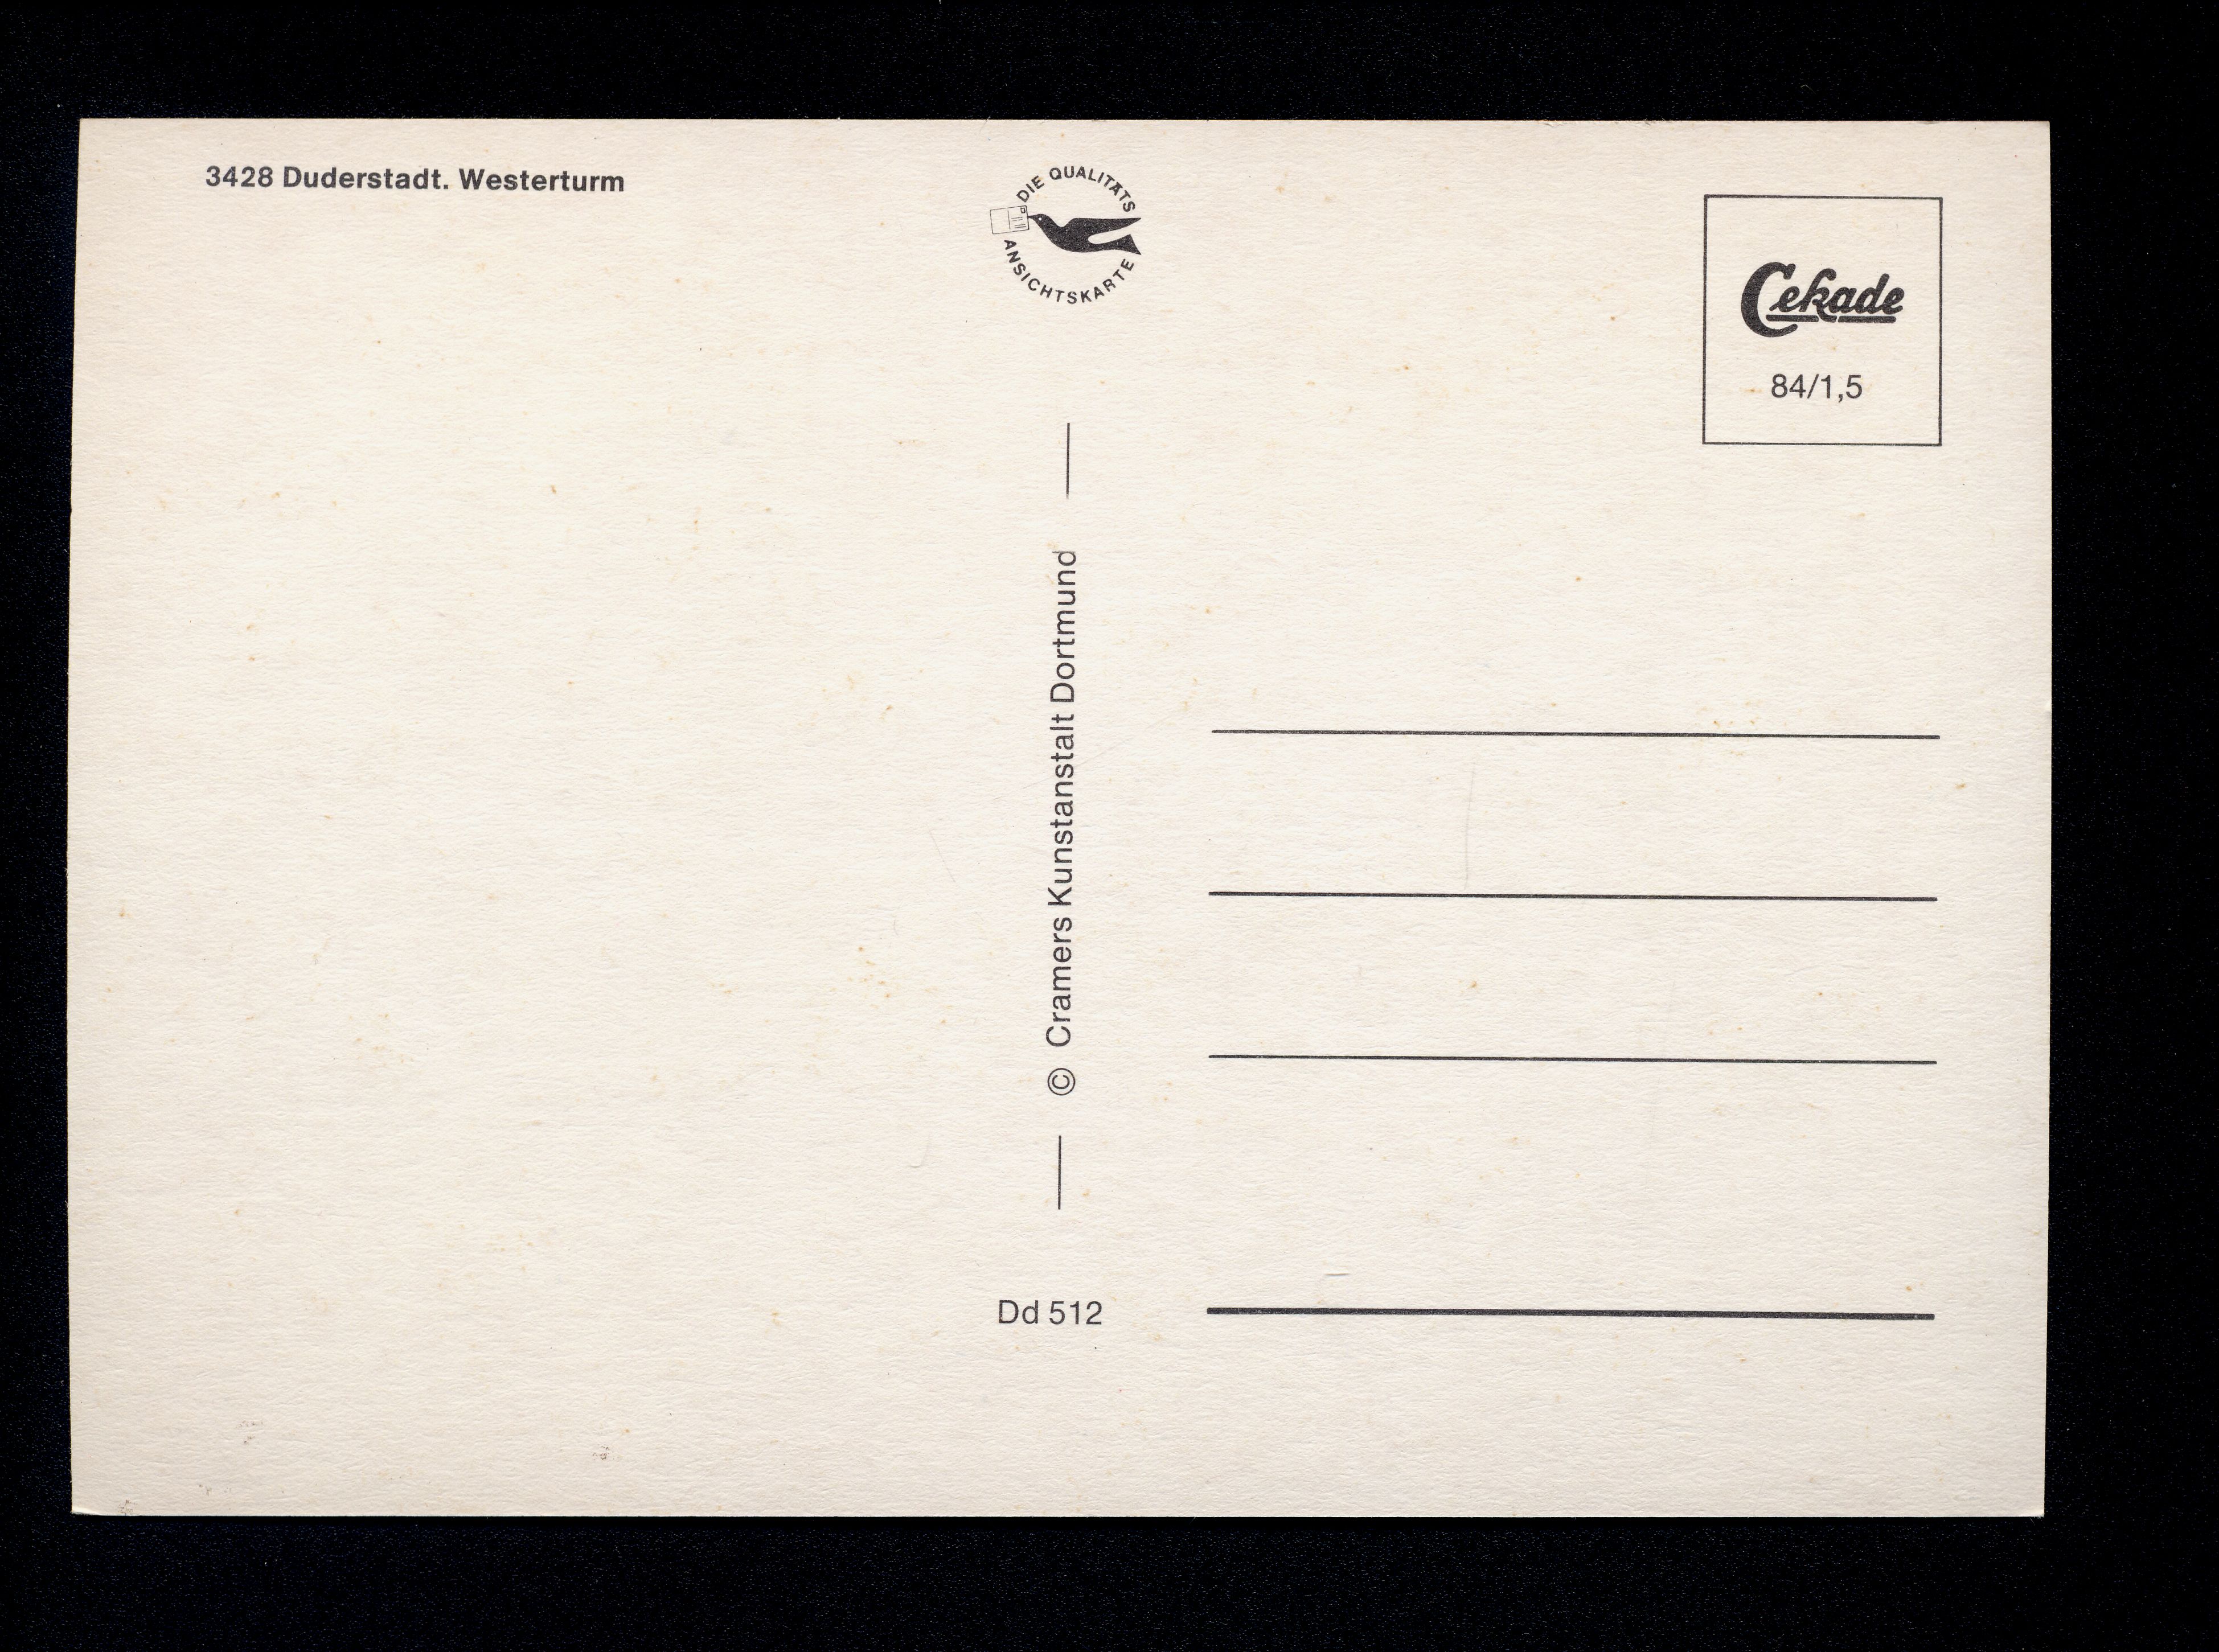 3428 Duderstadt. Westerturm
DIE QUALITÄTS
ANSICHTSKARTE
Cekade
84/1,5
© Cramers Kunstanstalt Dortmund
Dd 512